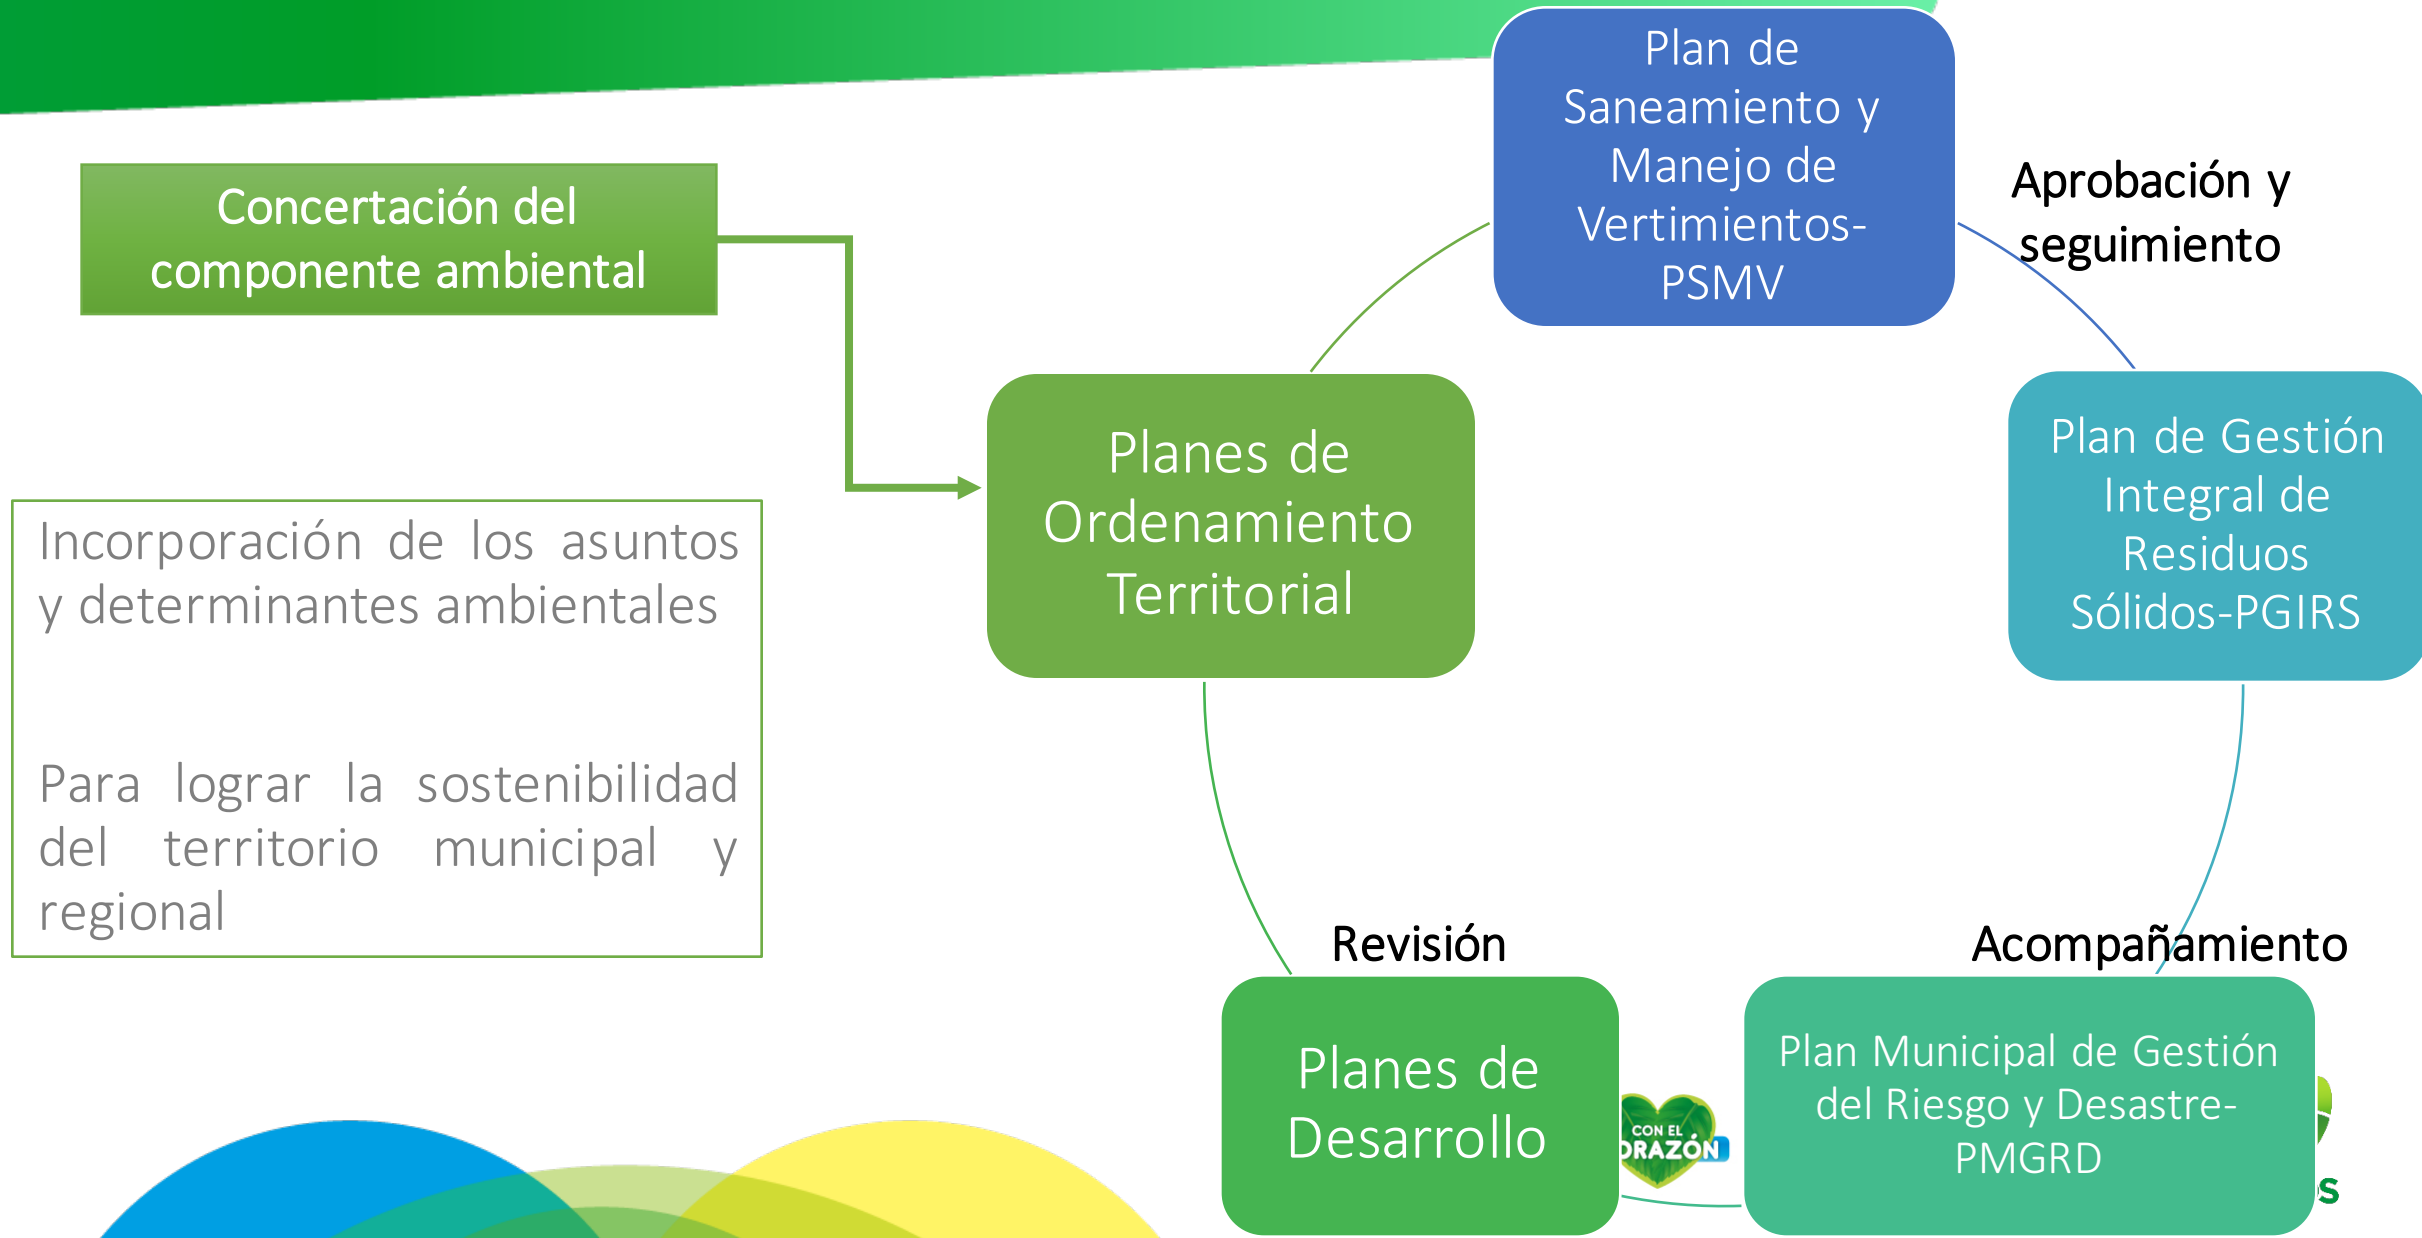 Plan de
Saneamiento y
Manejo de
Vertimientos-
PSMV
Aprobación y
seguimiento
Concertación del
componente ambiental
Planes de
Ordenamiento
Territorial
Plan de Gestión
Integral de
Residuos
Sólidos-PGIRS
Incorporación de los asuntos
y determinantes ambientales
Para lograr la sostenibilidad
del territorio municipal y
regional
Revisión
Acompañamiento
Planes de
Desarrollo
CON EL
ORAZÓN
Plan Municipal de Gestión
del Riesgo y Desastre-
PMGRD
s